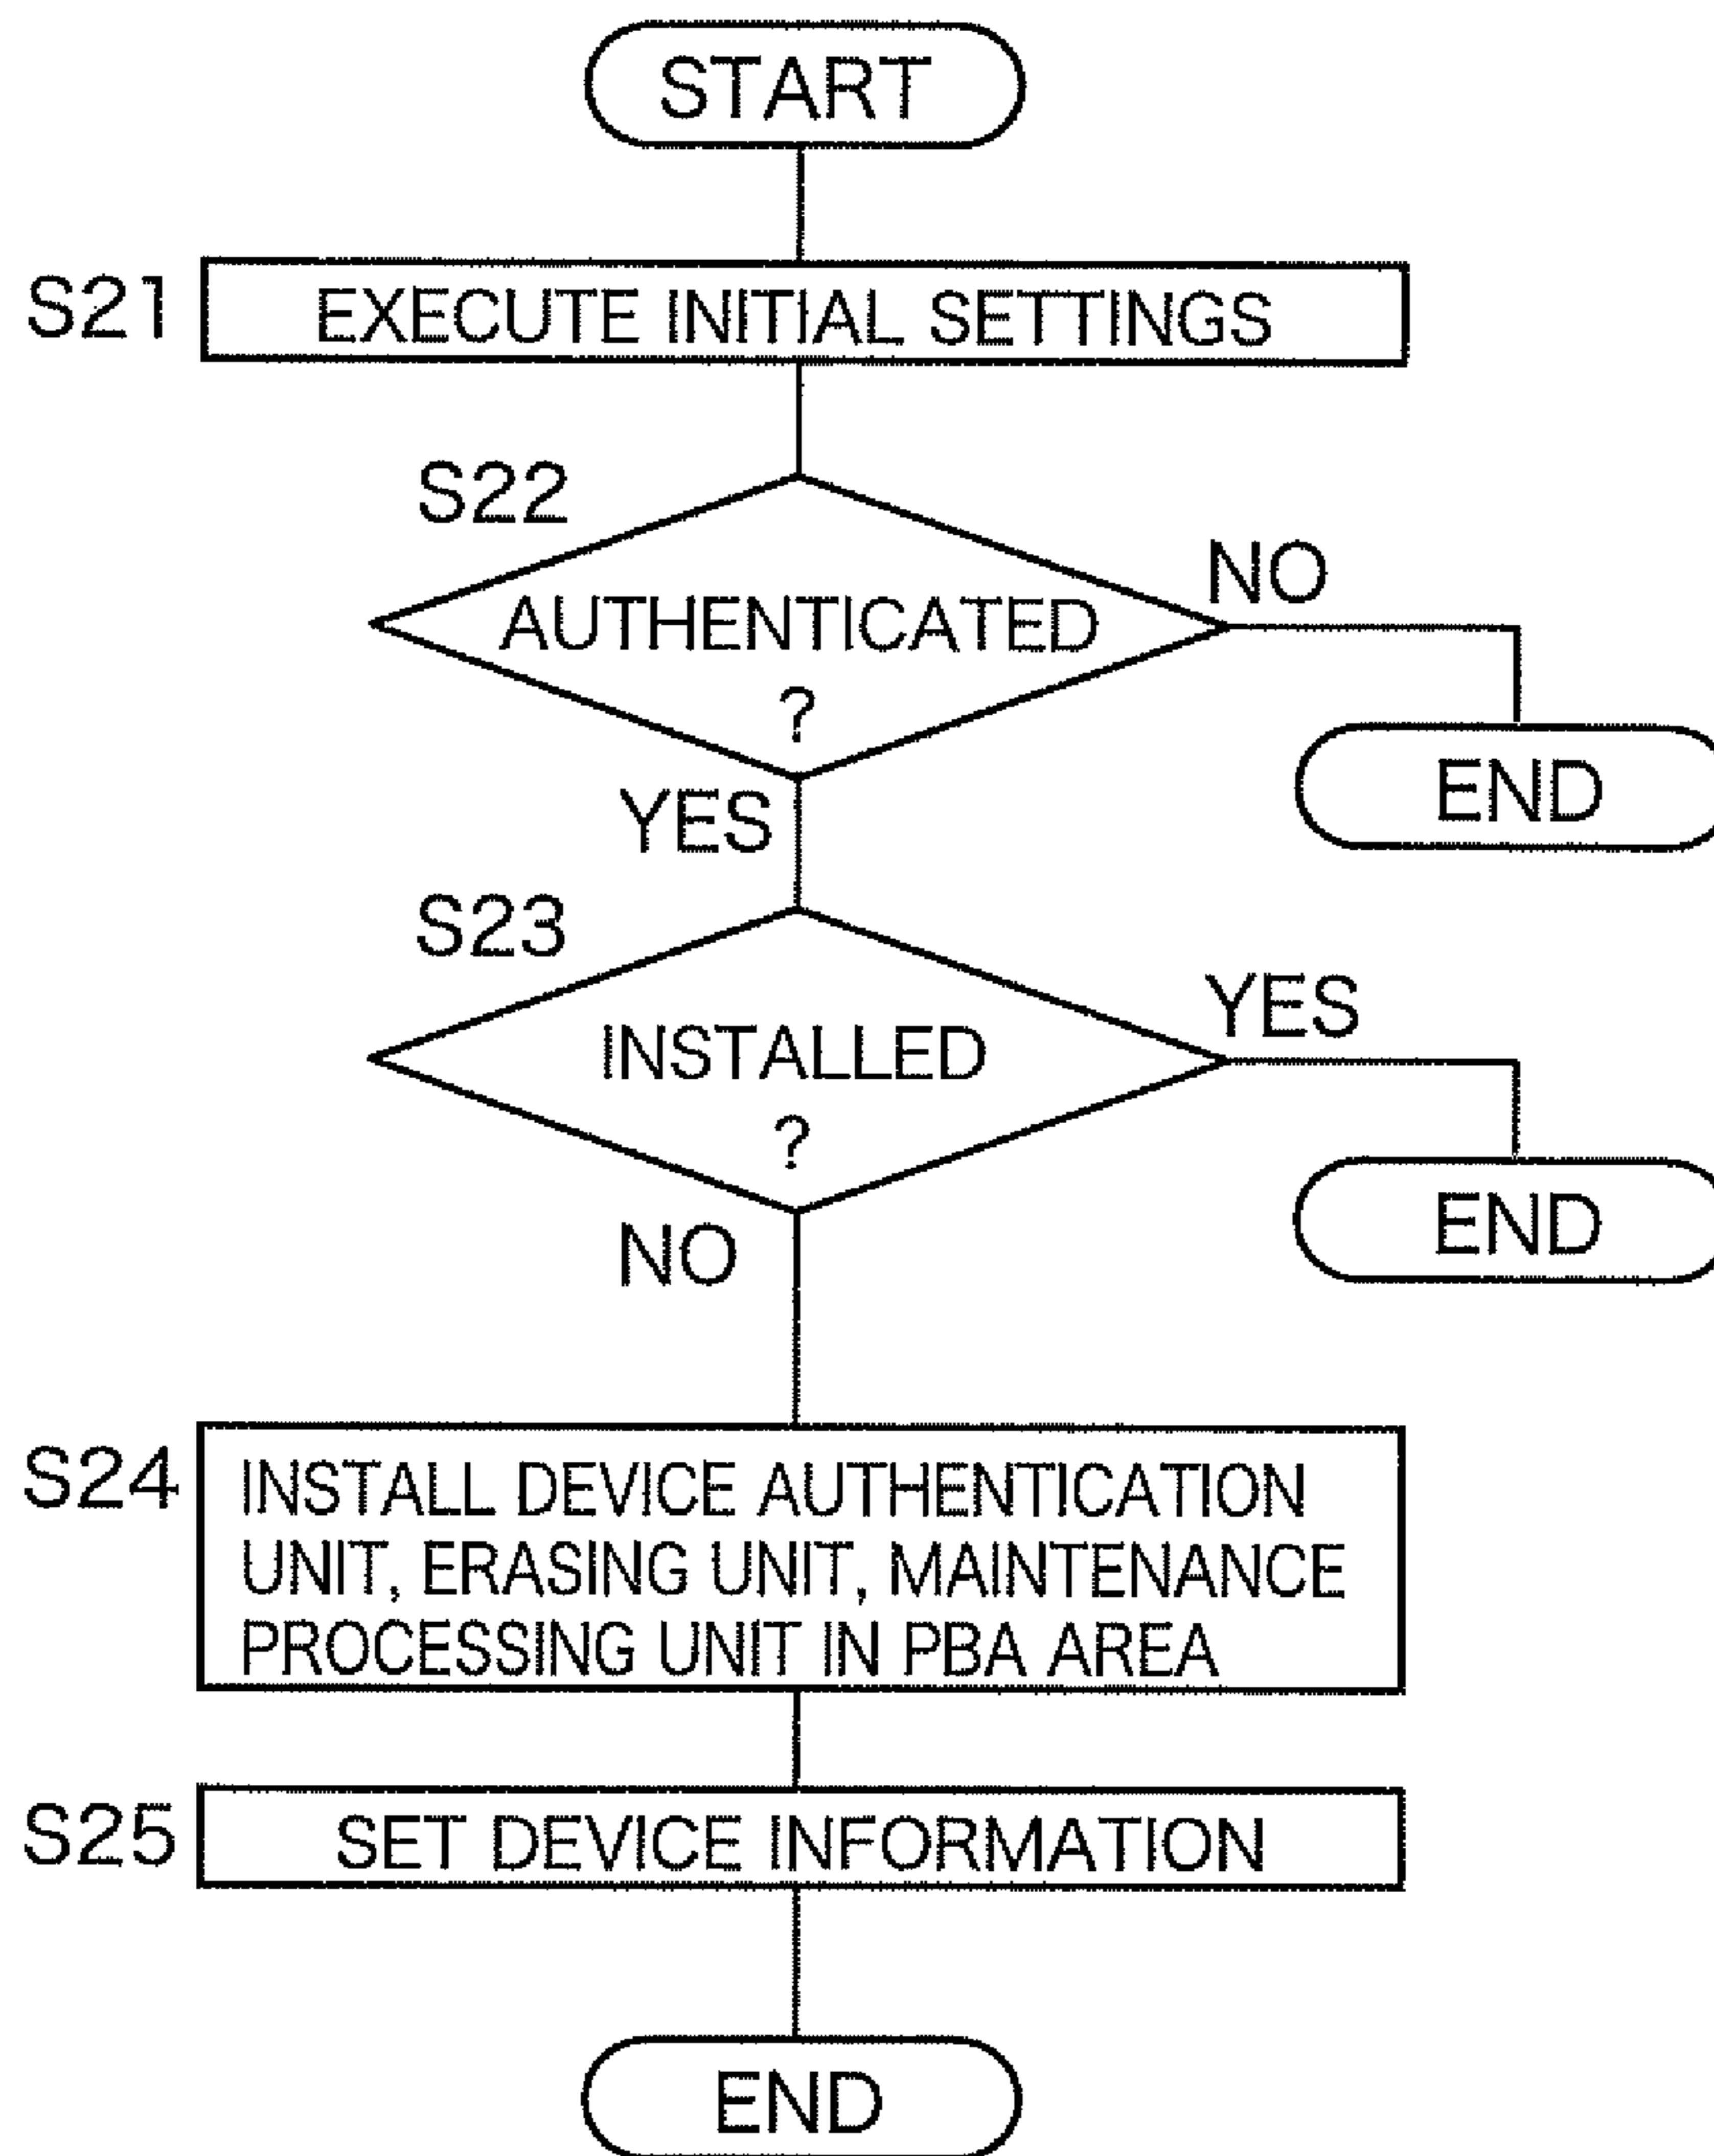 START
S21
EXECUTE INITIAL SETTINGS
S22
AUTHENTICATED
?
NO
END
YES
S23
INSTALLED
?
YES
END
NO
S24
INSTALL DEVICE AUTHENTICATION
UNIT, ERASING UNIT, MAINTENANCE
PROCESSING UNIT IN PBA AREA
S25
SET DEVICE INFORMATION
END